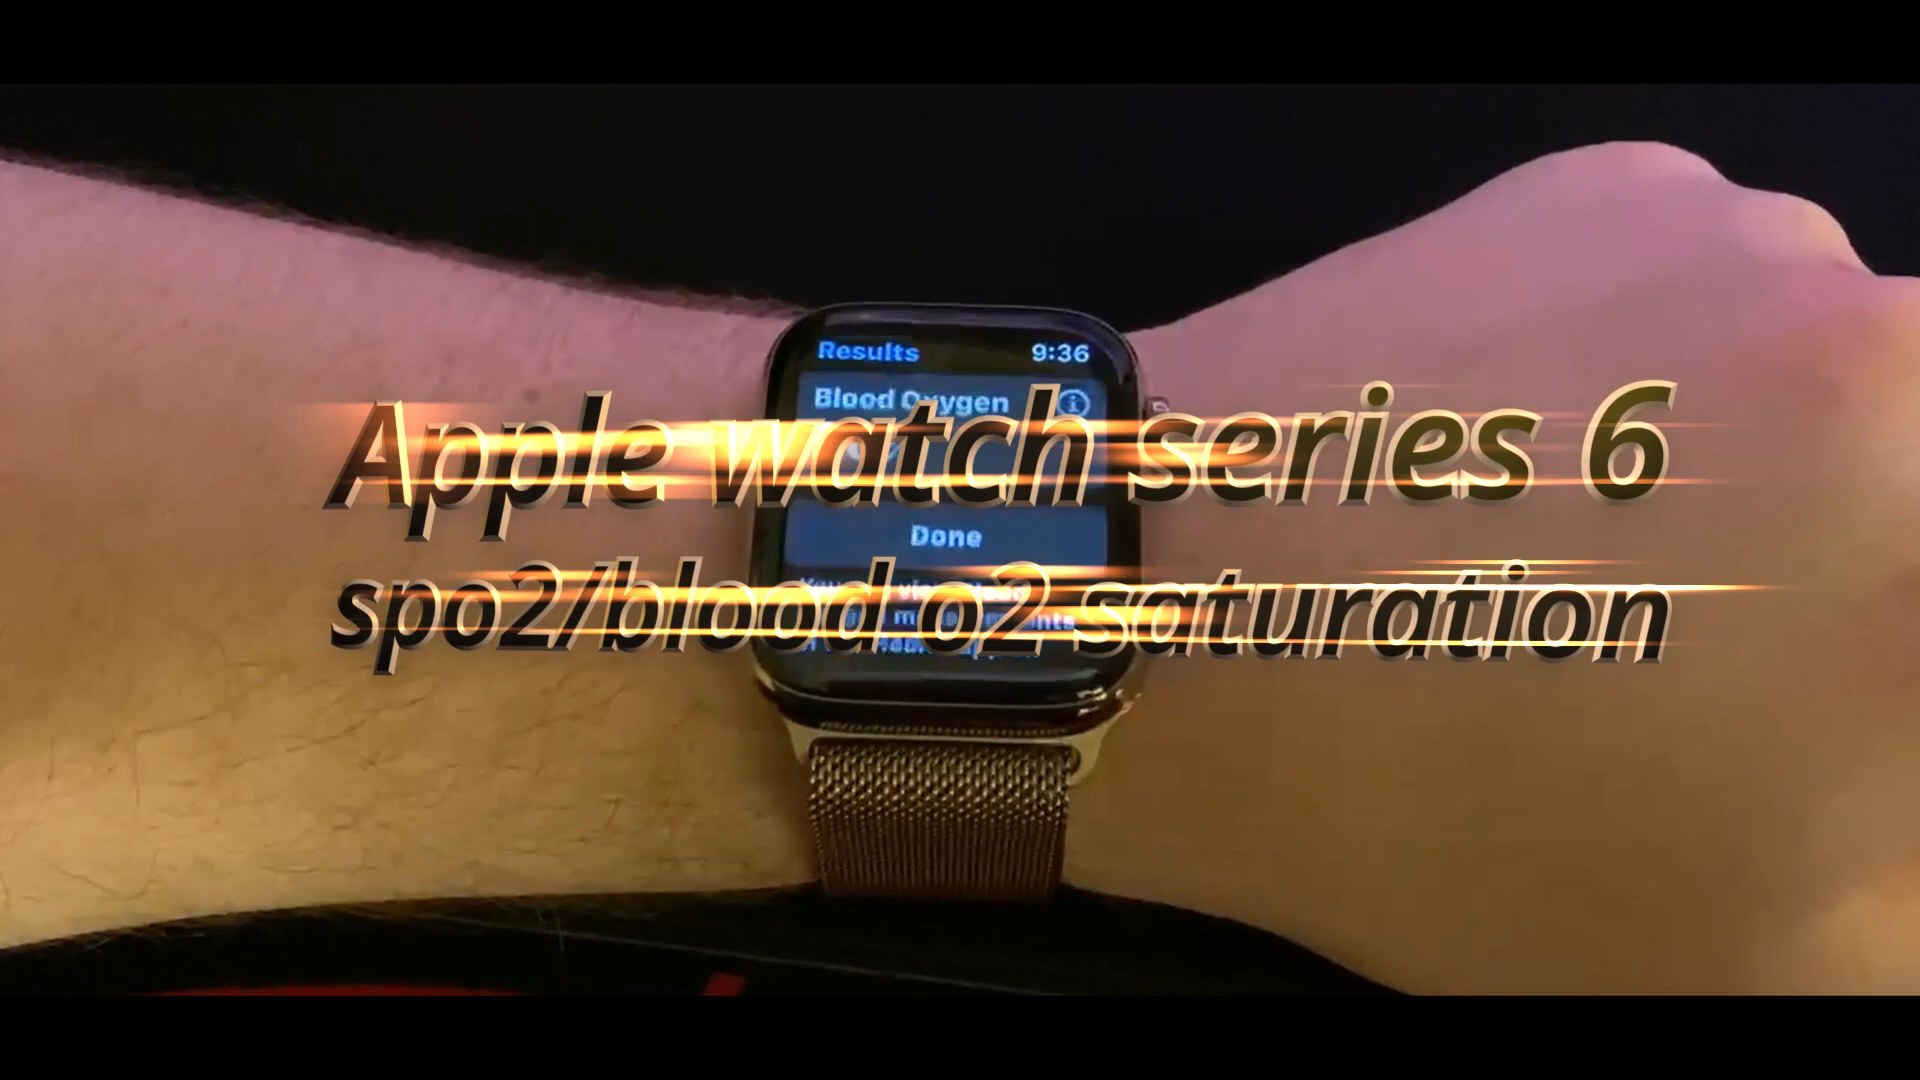 Results 9:36
Blood Oxygen
Apple watch series 6
Done
spo2/blood o2 saturation